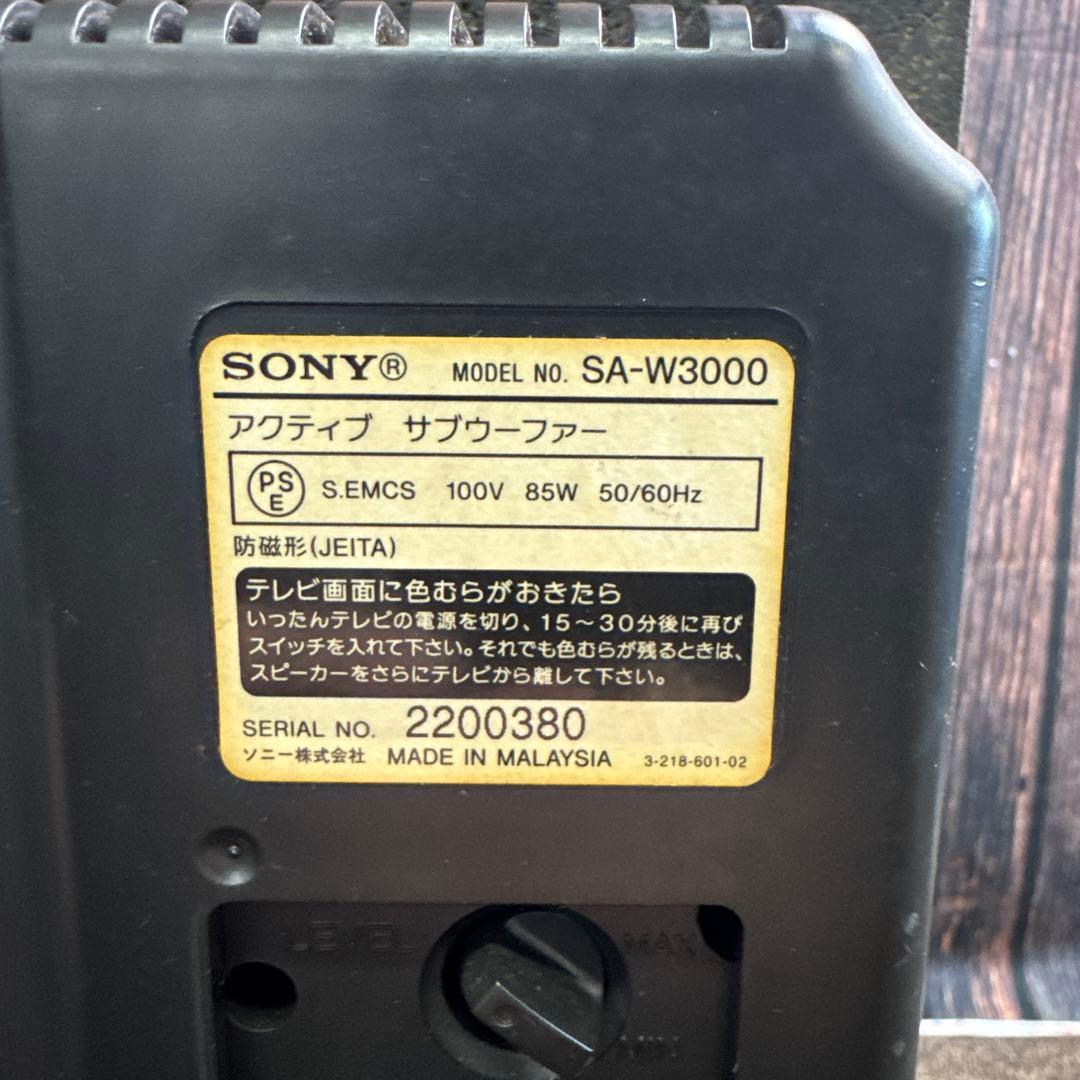 SONY® MODEL NO. SA-W3000
アクティブ サブウーファー
PSE S.EMCS 100V 85W 50/60Hz
防磁形(JEITA)
テレビ画面に色むらがおきたら
いったんテレビの電源を切り、15～30分後に再び
スイッチを入れて下さい。それでも色むらが残るときは、
スピーカーをさらにテレビから離して下さい。
SERIAL NO. 2200380
ソニー株式会社 MADE IN MALAYSIA 3-218-601-02
LEVEL MAX
MIN